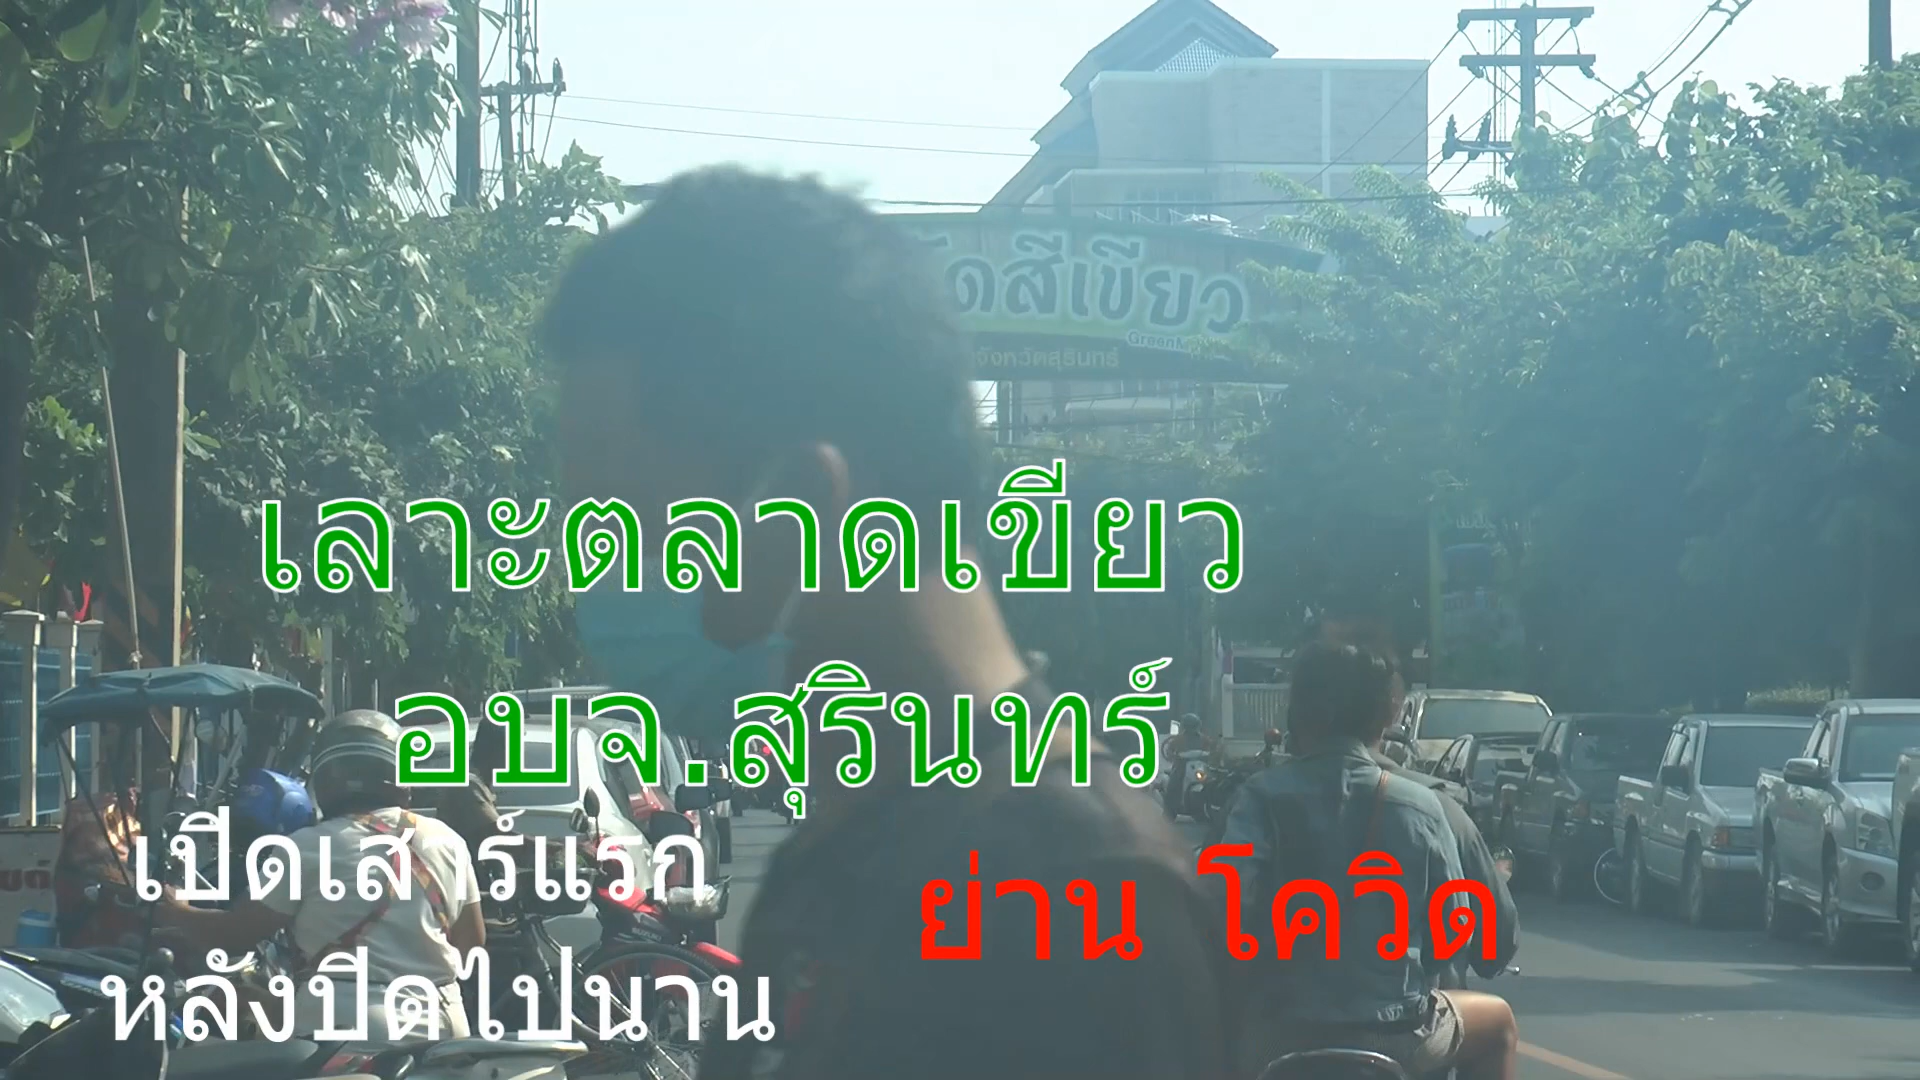 ัดสีเขียว
GreenM
จังหวัดสุรินทร์
เลาะตลาดเขียว
อบจ.สุรินทร์
เปิดเสาร์แรก
หลังปิดไปนาน
ย่าน โควิด
SUZUKI